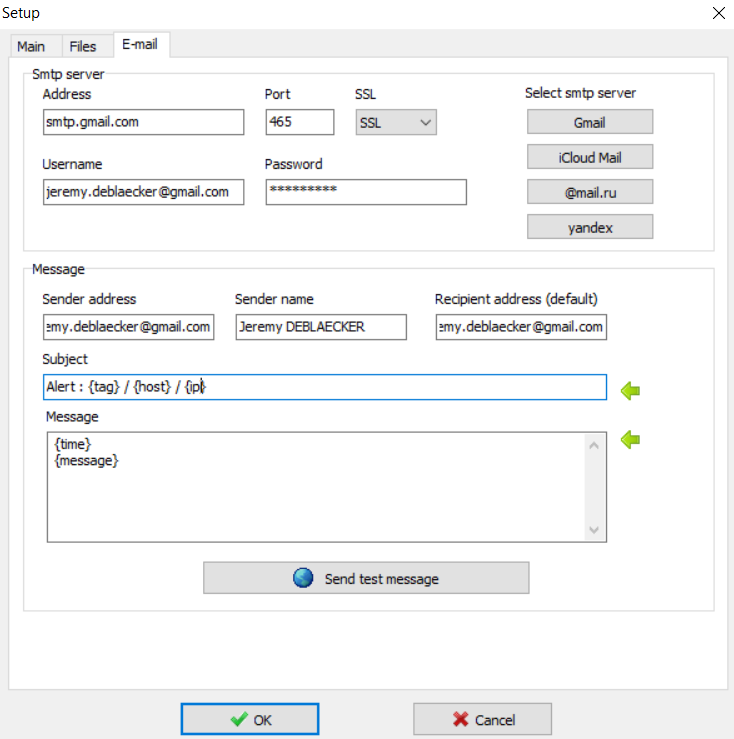 Setup
Main Files E-mail
Smtp server
Address Port SSL Select smtp server
smtp.gmail.com 465 SSL Gmail
iCloud Mail
Username Password
jeremy.deblaecker@gmail.com ********* @mail.ru
yandex
Message
Sender address Sender name Recipient address (default)
emy.deblaecker@gmail.com Jeremy DEBLAECKER emy.deblaecker@gmail.com
Subject
Alert : {tag} / {host} / {ip}
Message
{time}
{message}
Send test message
OK Cancel